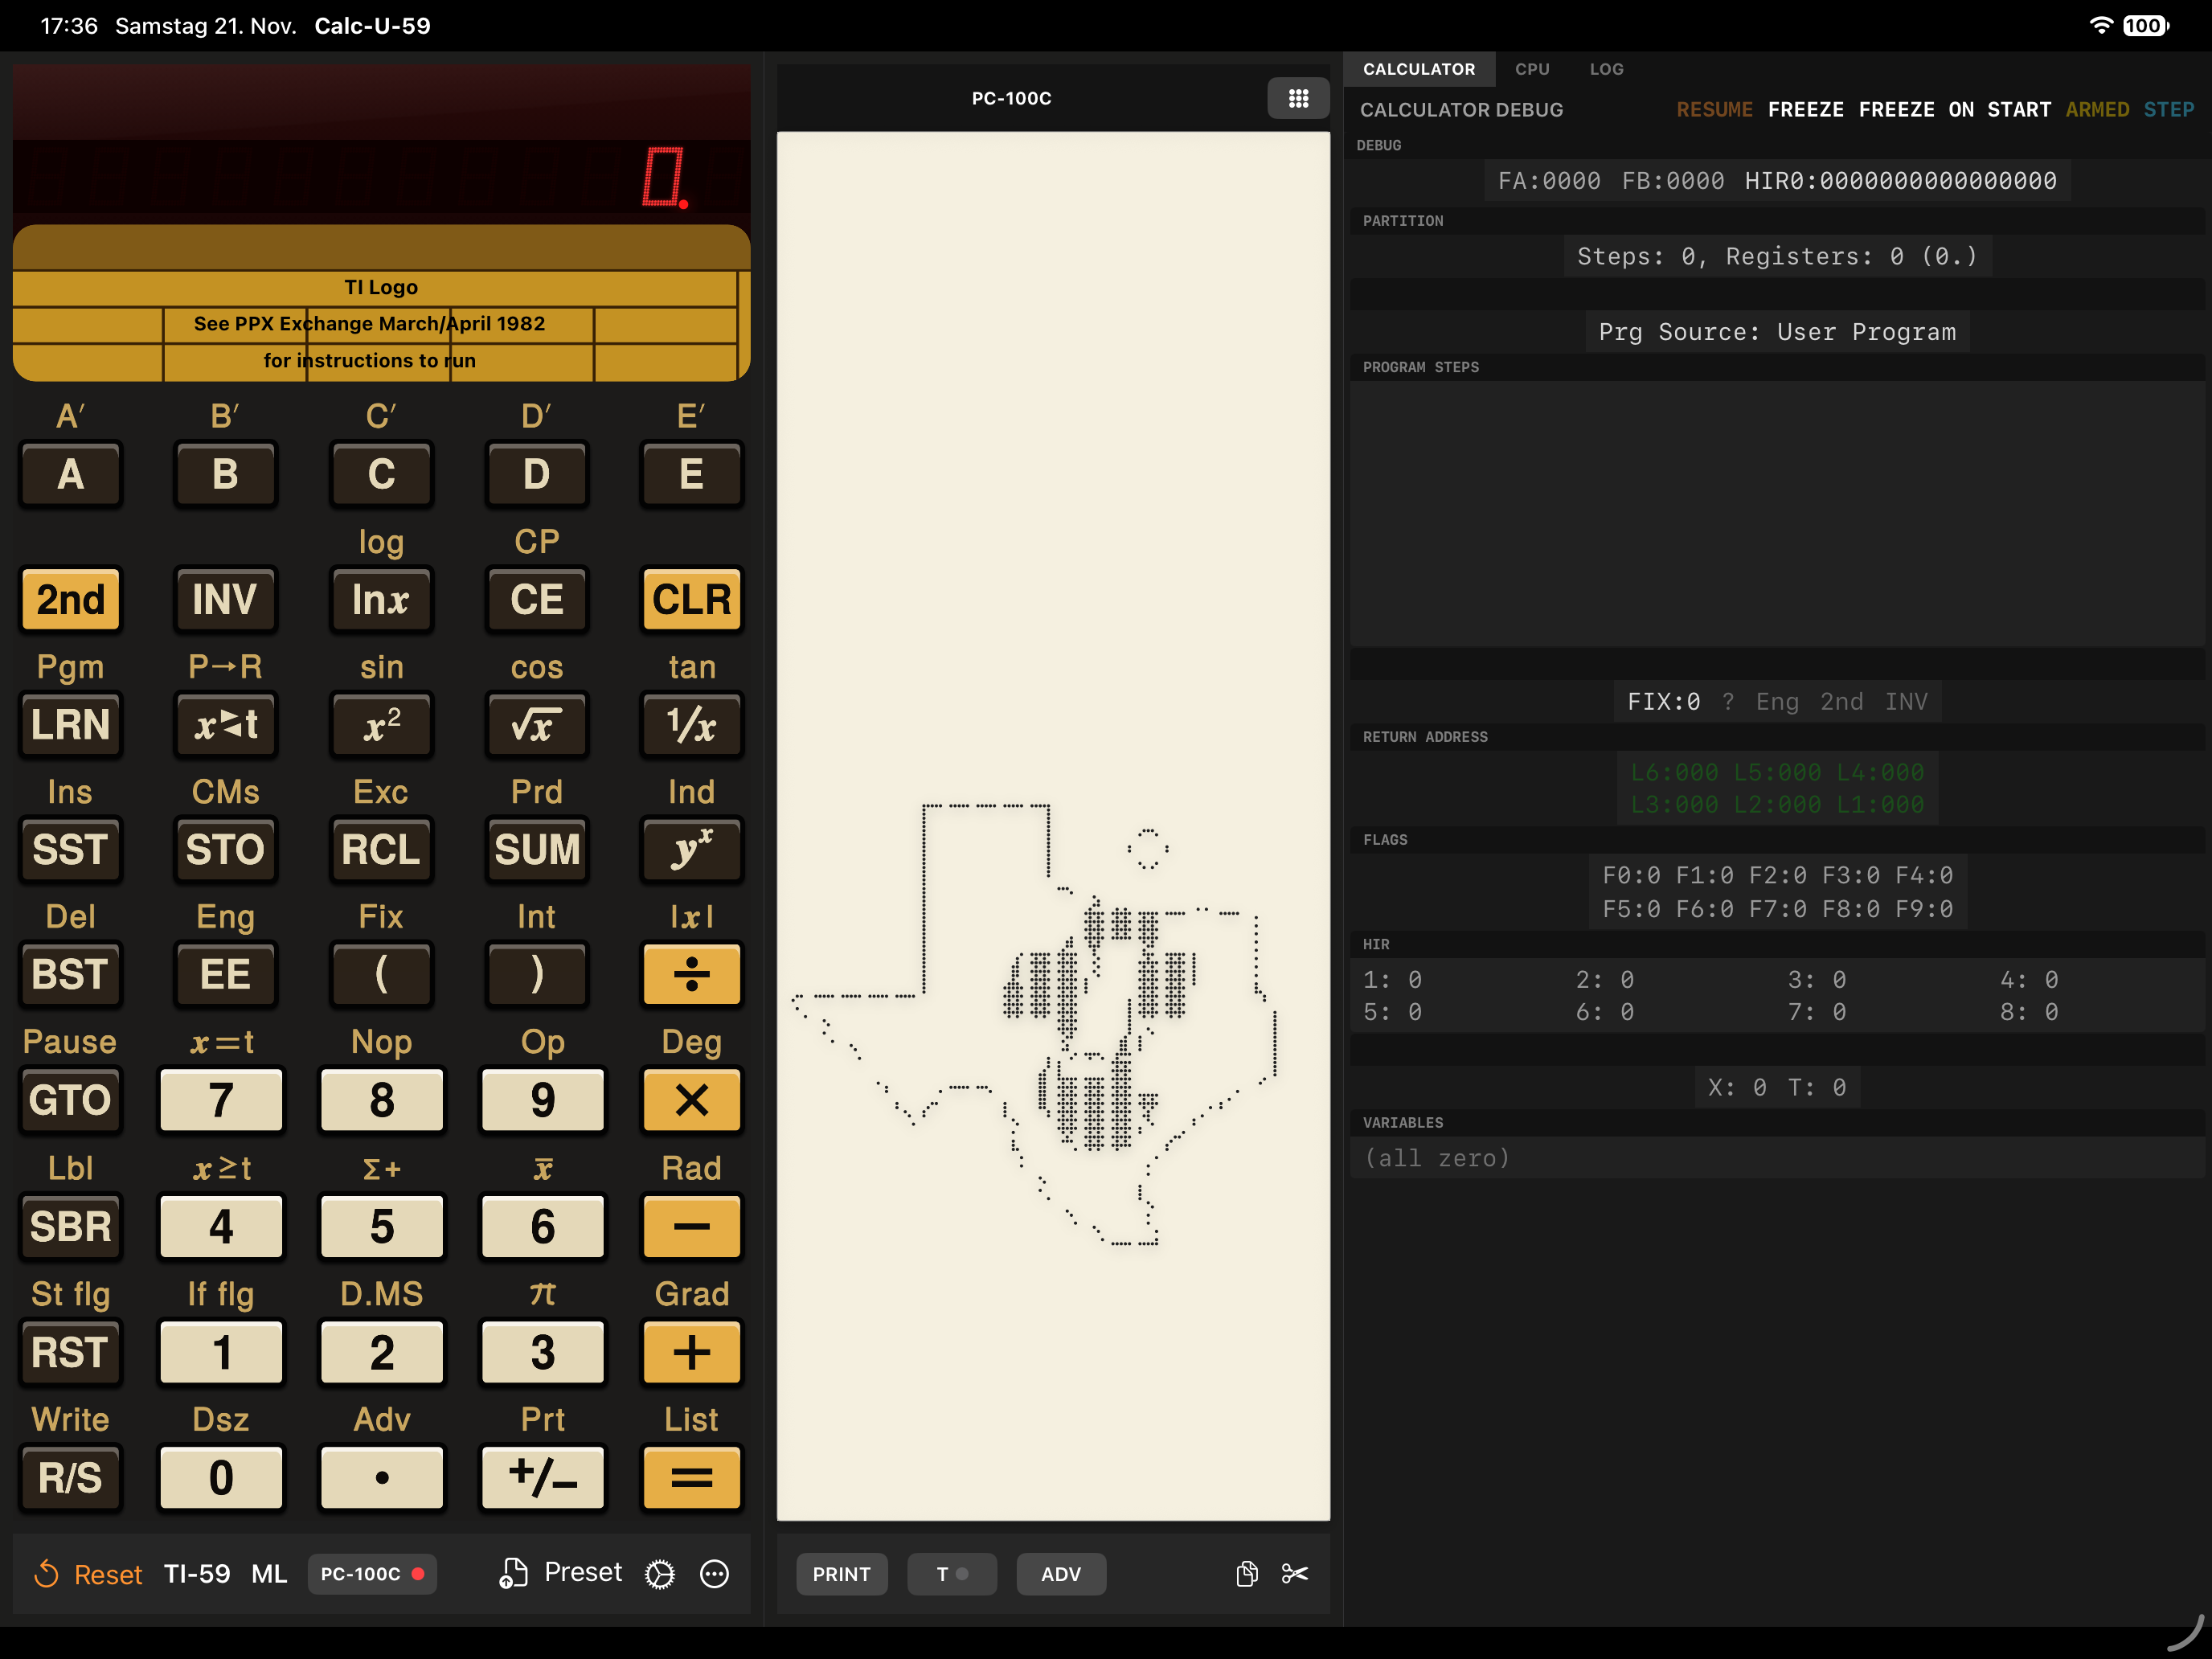 17:36 Samstag 21. Nov. Calc-U-59
100
0.
TI Logo
See PPX Exchange March/April 1982
for instructions to run
A′ B′ C′ D′ E′
A B C D E
log CP
2nd INV lnx CE CLR
Pgm P→R sin cos tan
LRN x≷t x² √x 1/x
Ins CMs Exc Prd Ind
SST STO RCL SUM yˣ
Del Eng Fix Int |x|
BST EE ( ) ÷
Pause x=t Nop Op Deg
GTO 7 8 9 ×
Lbl x≥t Σ+ x̄ Rad
SBR 4 5 6 −
St flg If flg D.MS π Grad
RST 1 2 3 +
Write Dsz Adv Prt List
R/S 0 . +/− =
Reset TI-59 ML PC-100C Preset
PC-100C
PRINT T ADV
CALCULATOR CPU LOG
CALCULATOR DEBUG RESUME FREEZE FREEZE ON START ARMED STEP
DEBUG
FA:0000 FB:0000 HIR0:0000000000000000
PARTITION
Steps: 0, Registers: 0 (0.)
Prg Source: User Program
PROGRAM STEPS
FIX:0 ? Eng 2nd INV
RETURN ADDRESS
L6:000 L5:000 L4:000
L3:000 L2:000 L1:000
FLAGS
F0:0 F1:0 F2:0 F3:0 F4:0
F5:0 F6:0 F7:0 F8:0 F9:0
HIR
1: 0 2: 0 3: 0 4: 0
5: 0 6: 0 7: 0 8: 0
X: 0 T: 0
VARIABLES
(all zero)